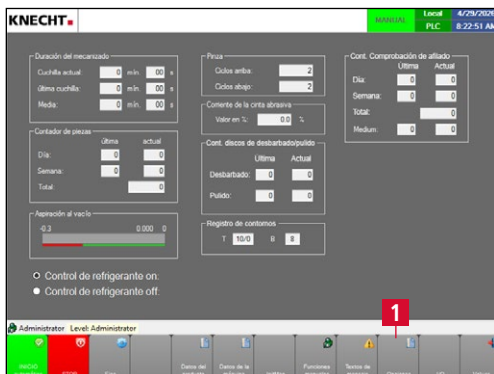 KNECHT
MANUAL
Local
PLC
8:22:51 AM
Duración del mecanizado
Cuchilla actual: 0 min. 00 s
última cuchilla: 0 min. 00 s
Media: 0 min. 00 s
Contador de piezas
última actual
Día: 0 0
Semana: 0 0
Total: 0
Aspiración al vacío
-0.3 0.000 0
Control de refrigerante on:
Control de refrigerante off:
Pinza
Ciclos arriba: 2
Ciclos abajo: 2
Corriente de la cinta abrasiva
Valor en %: 0.0 %
Cont. discos de desbarbado/pulido
Última Actual
Desbarbado: 0 0
Pulido: 0 0
Registro de contornos
T 10/0 8
Cont. Comprobación de afilado
Última Actual
Día: 0 0
Semana: 0 0
Total: 0
Medium: 0 0
1
Administrator Level: Administrator
INICIO
STOP
Datos del
Datos de la
Funciones
Textos de